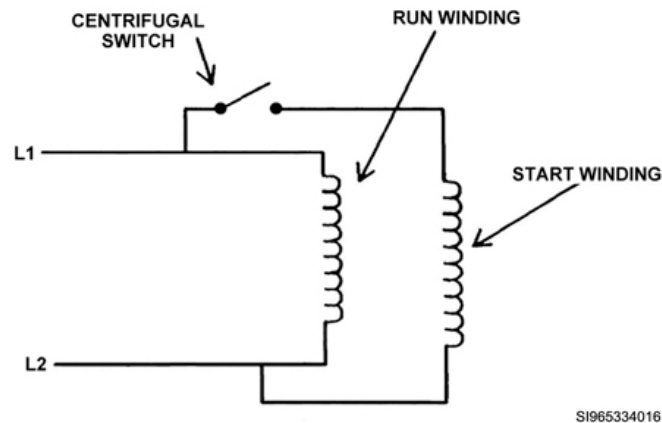 RUN WINDING
CENTRIFUGAL
SWITCH
L1
START WINDING
L2
SI965334016